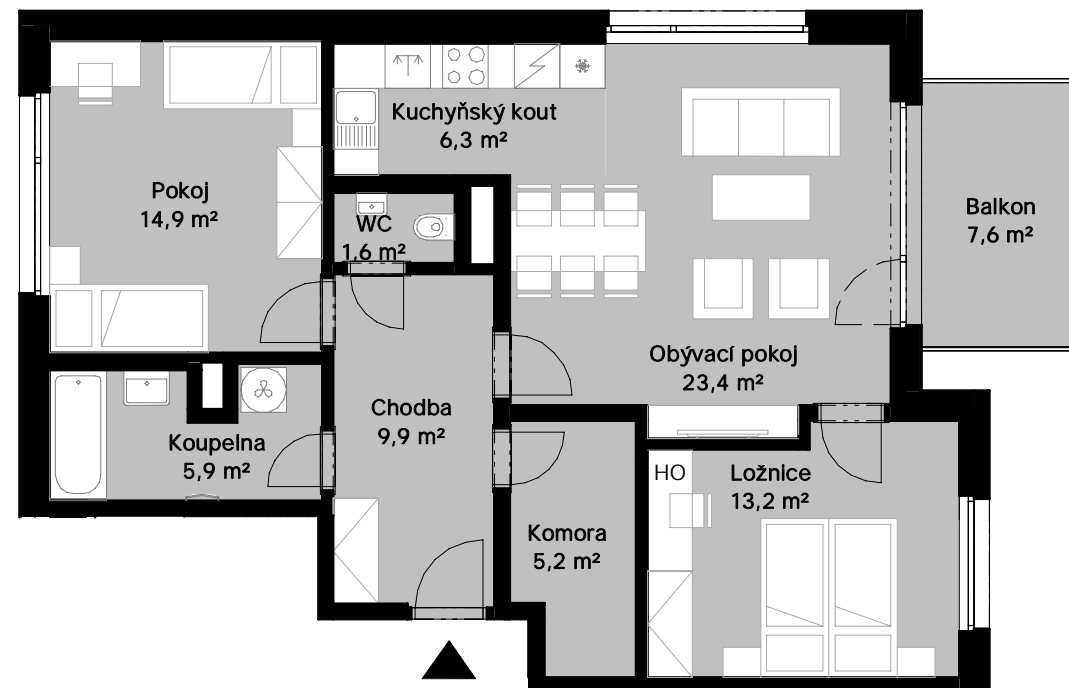 Kuchyňský kout
6,3 m²
Pokoj
14,9 m²
WC
1,6 m²
Balkon
7,6 m²
Obývací pokoj
23,4 m²
Chodba
9,9 m²
Koupelna
5,9 m²
HO
Ložnice
13,2 m²
Komora
5,2 m²